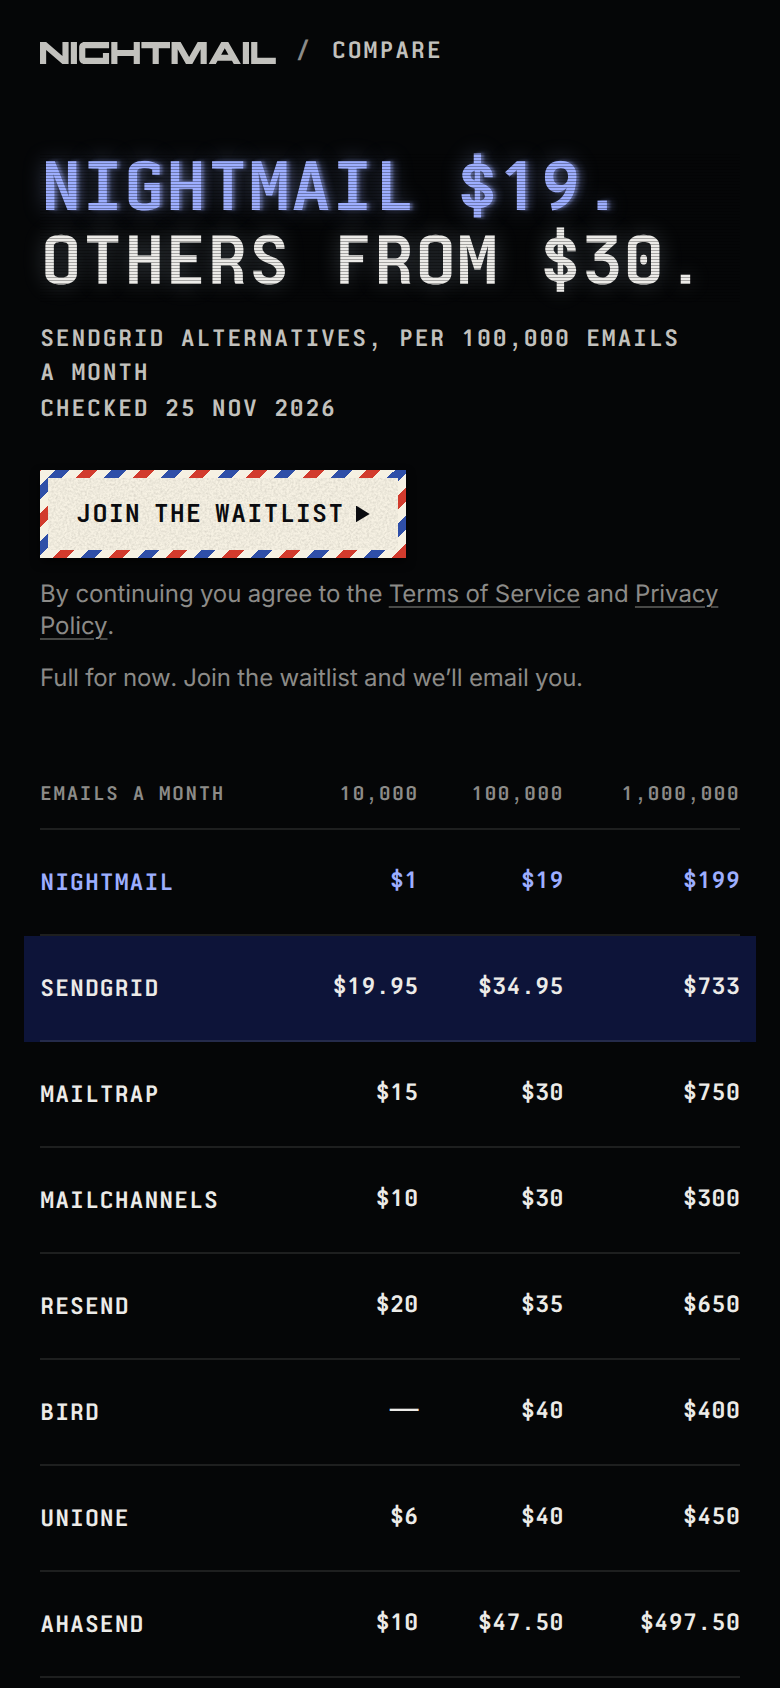 NIGHTMAIL / COMPARE
NIGHTMAIL $19.
OTHERS FROM $30.
SENDGRID ALTERNATIVES, PER 100,000 EMAILS
A MONTH
CHECKED 25 NOV 2026
JOIN THE WAITLIST ▶
By continuing you agree to the Terms of Service and Privacy
Policy.
Full for now. Join the waitlist and we’ll email you.
EMAILS A MONTH 10,000 100,000 1,000,000
NIGHTMAIL $1 $19 $199
SENDGRID $19.95 $34.95 $733
MAILTRAP $15 $30 $750
MAILCHANNELS $10 $30 $300
RESEND $20 $35 $650
BIRD — $40 $400
UNIONE $6 $40 $450
AHASEND $10 $47.50 $497.50